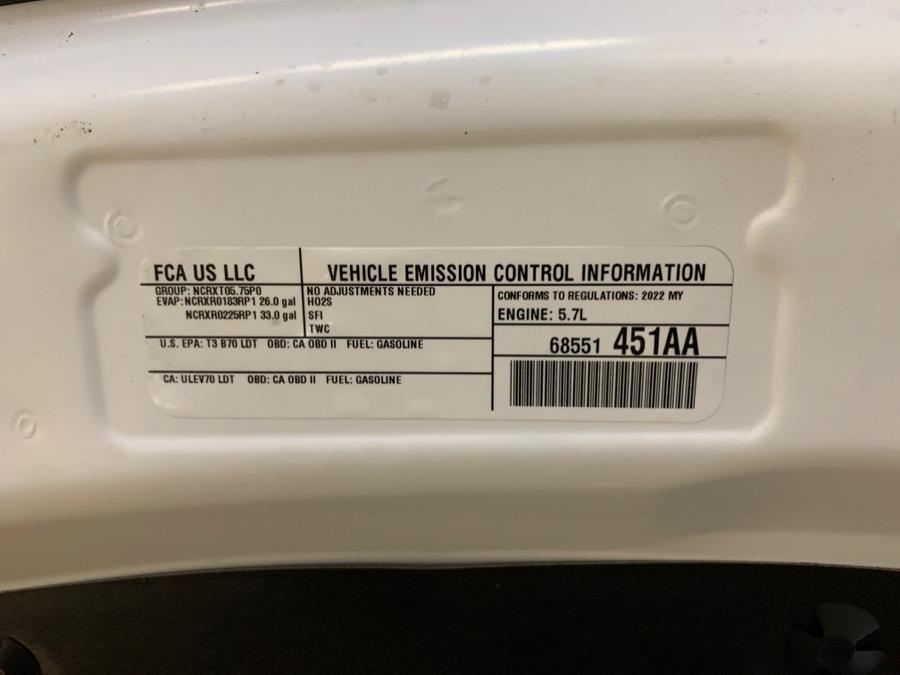 FCA US LLC
VEHICLE EMISSION CONTROL INFORMATION
GROUP: NCRXT05.75P0
EVAP: NCRXR0183RP1 26.0 gal
NCRXR0225RP1 33.0 gal
NO ADJUSTMENTS NEEDED
HO2S
SFI
TWC
CONFORMS TO REGULATIONS: 2022 MY
ENGINE: 5.7L
68551 451AA
U.S. EPA: T3 B70 LDT OBD: CA OBD II FUEL: GASOLINE
CA: ULEV70 LDT OBD: CA OBD II FUEL: GASOLINE